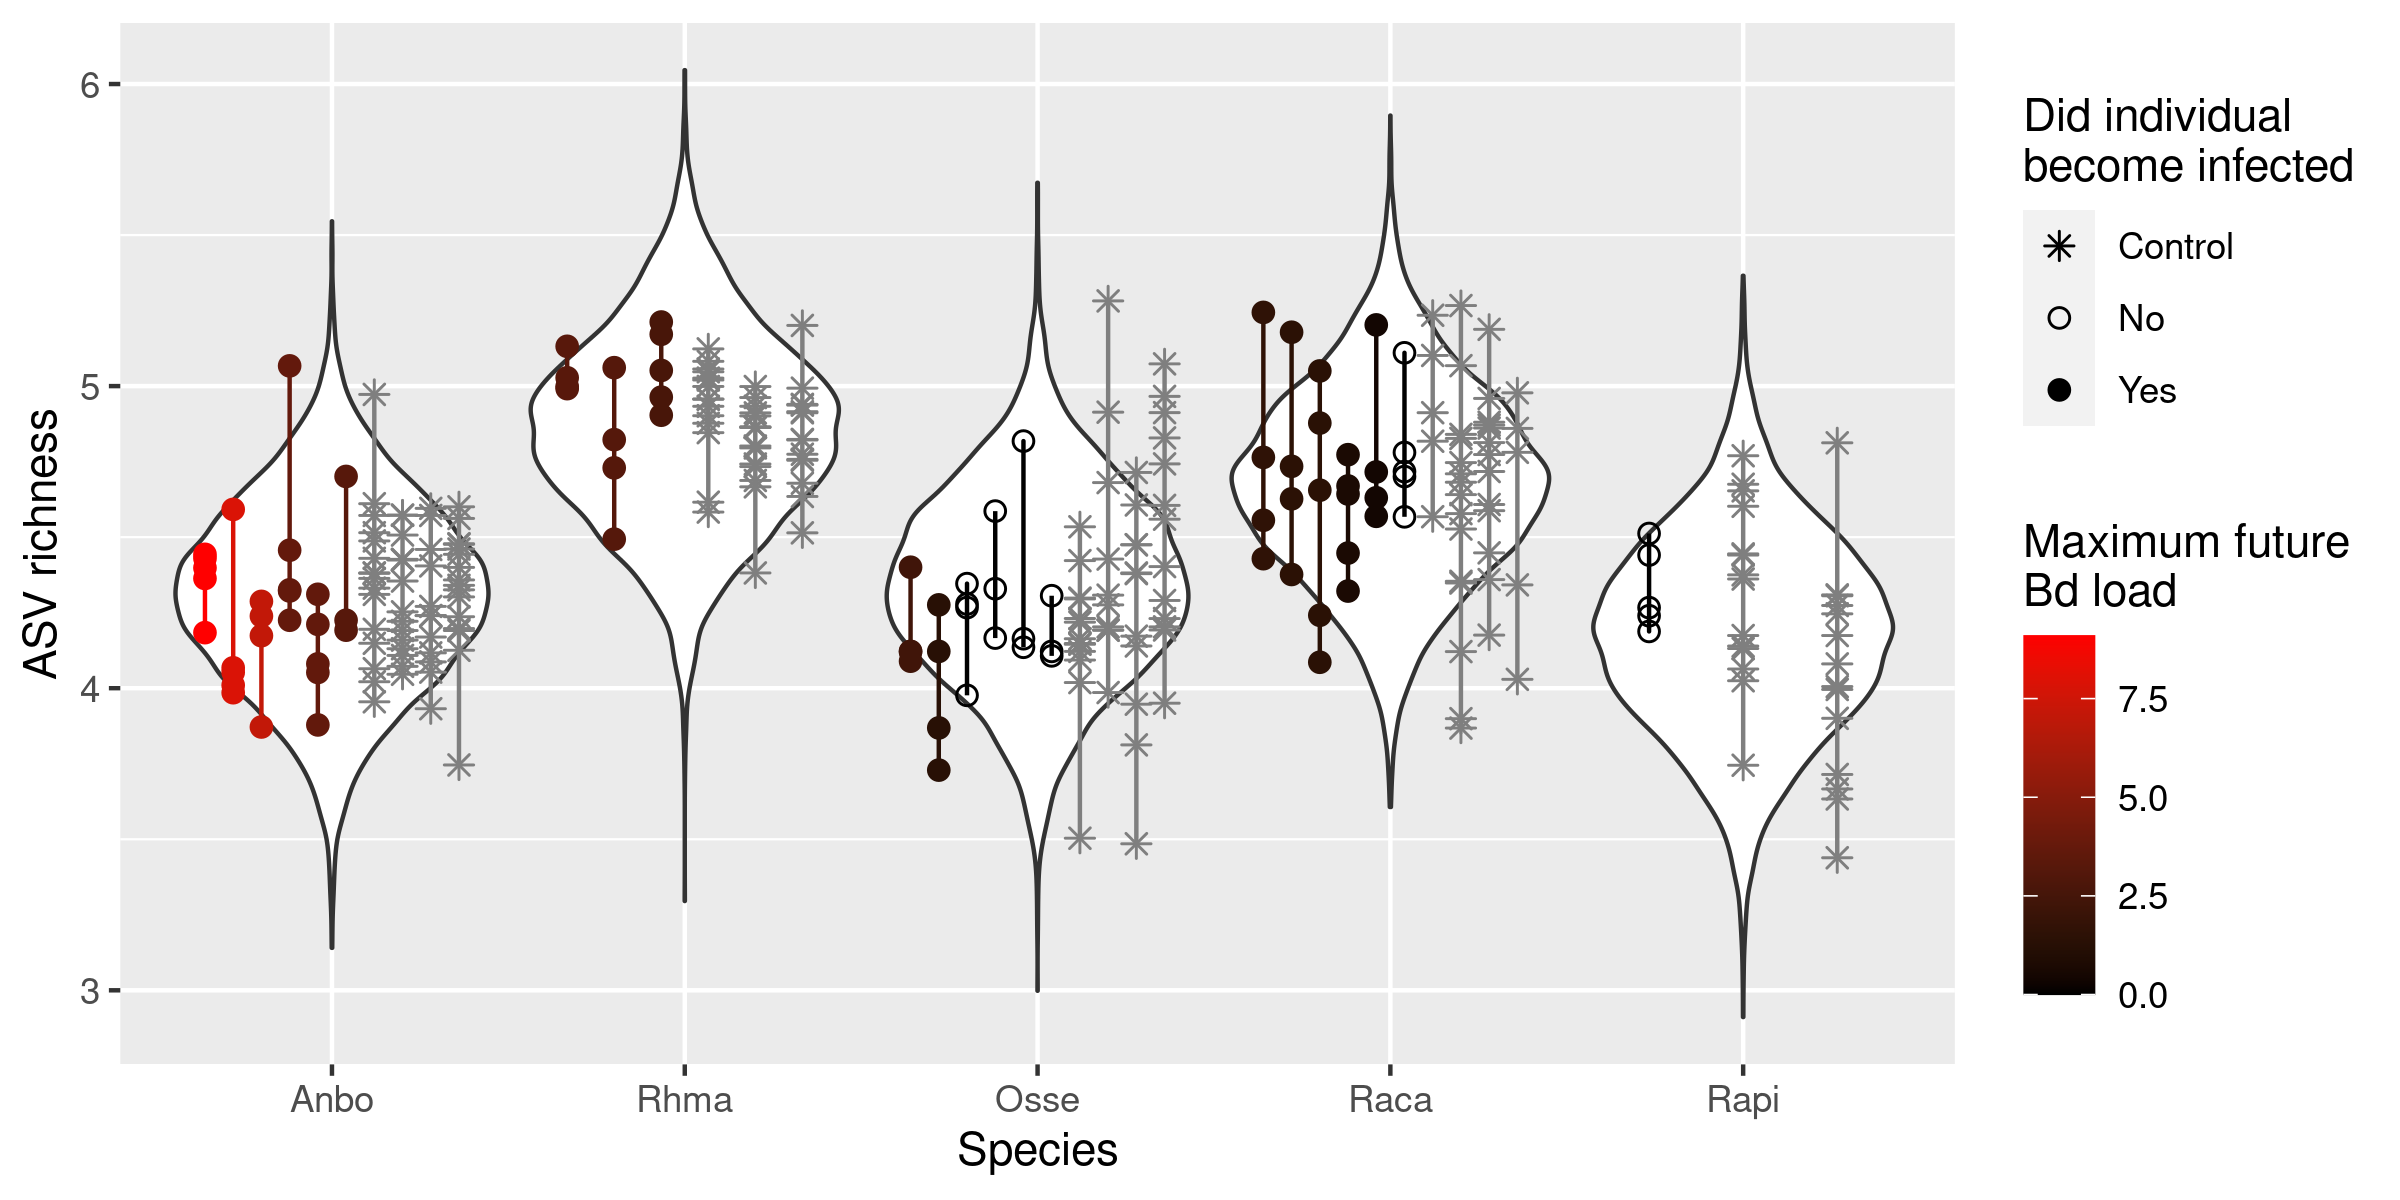 6
5
4
3
ASV richness
Anbo
Rhma
Osse
Raca
Rapi
Species
Did individual
become infected
Control
No
Yes
Maximum future
Bd load
7.5
5.0
2.5
0.0